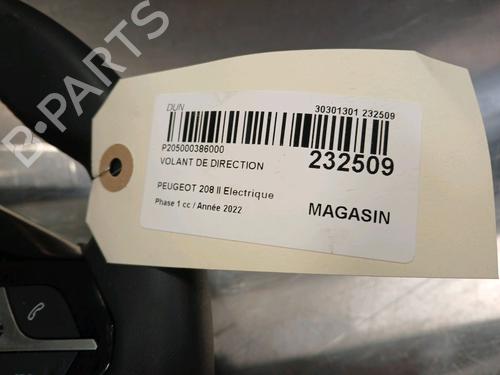 B-PARTS
DUN
30301301 232509
P205000386000
VOLANT DE DIRECTION
232509
PEUGEOT 208 II Electrique
Phase 1 cc / Année 2022
MAGASIN